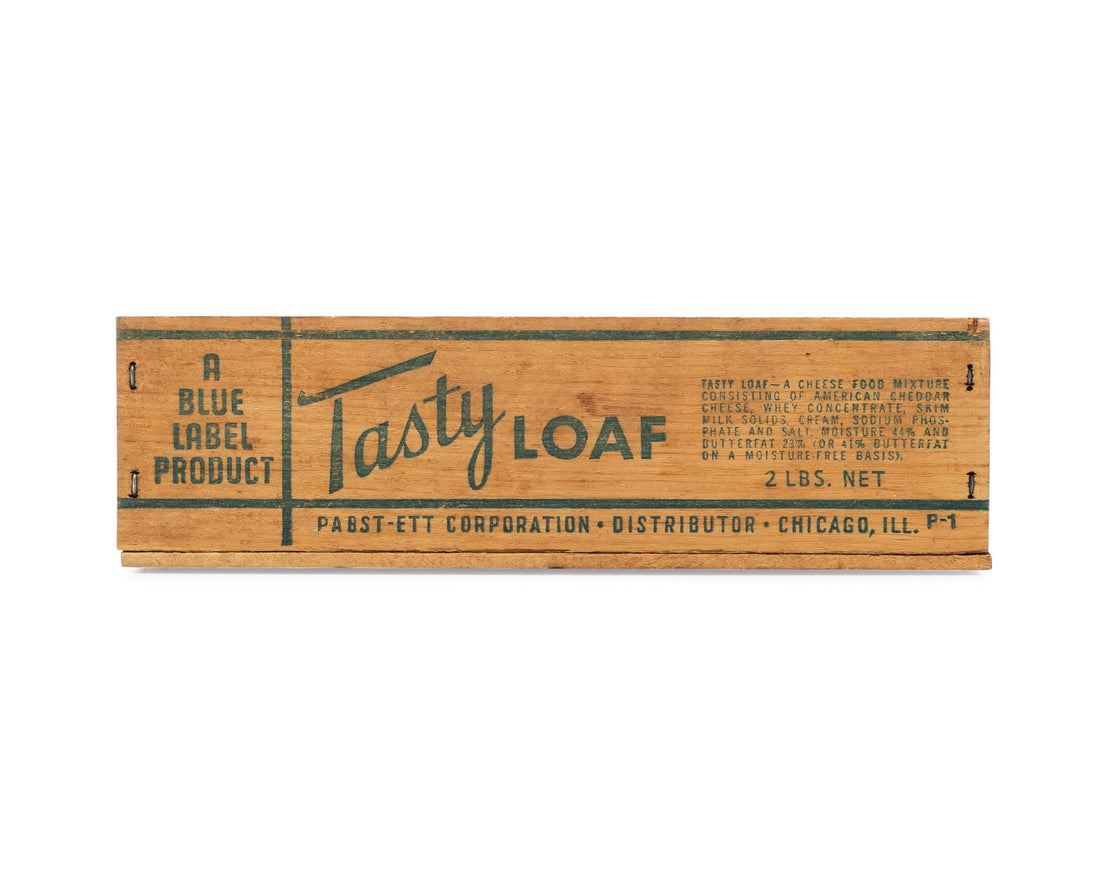 A
BLUE
LABEL
PRODUCT
Tasty LOAF
TASTY LOAF—A CHEESE FOOD MIXTURE
CONSISTING OF AMERICAN CHEDDAR
CHEESE, WHEY CONCENTRATE, SKIM
MILK SOLIDS, CREAM, SODIUM PHOS-
PHATE AND SALT. MOISTURE 44% AND
BUTTERFAT 23% (OR 41% BUTTERFAT
ON A MOISTURE-FREE BASIS).
2 LBS. NET
PABST-ETT CORPORATION • DISTRIBUTOR • CHICAGO, ILL. P-1